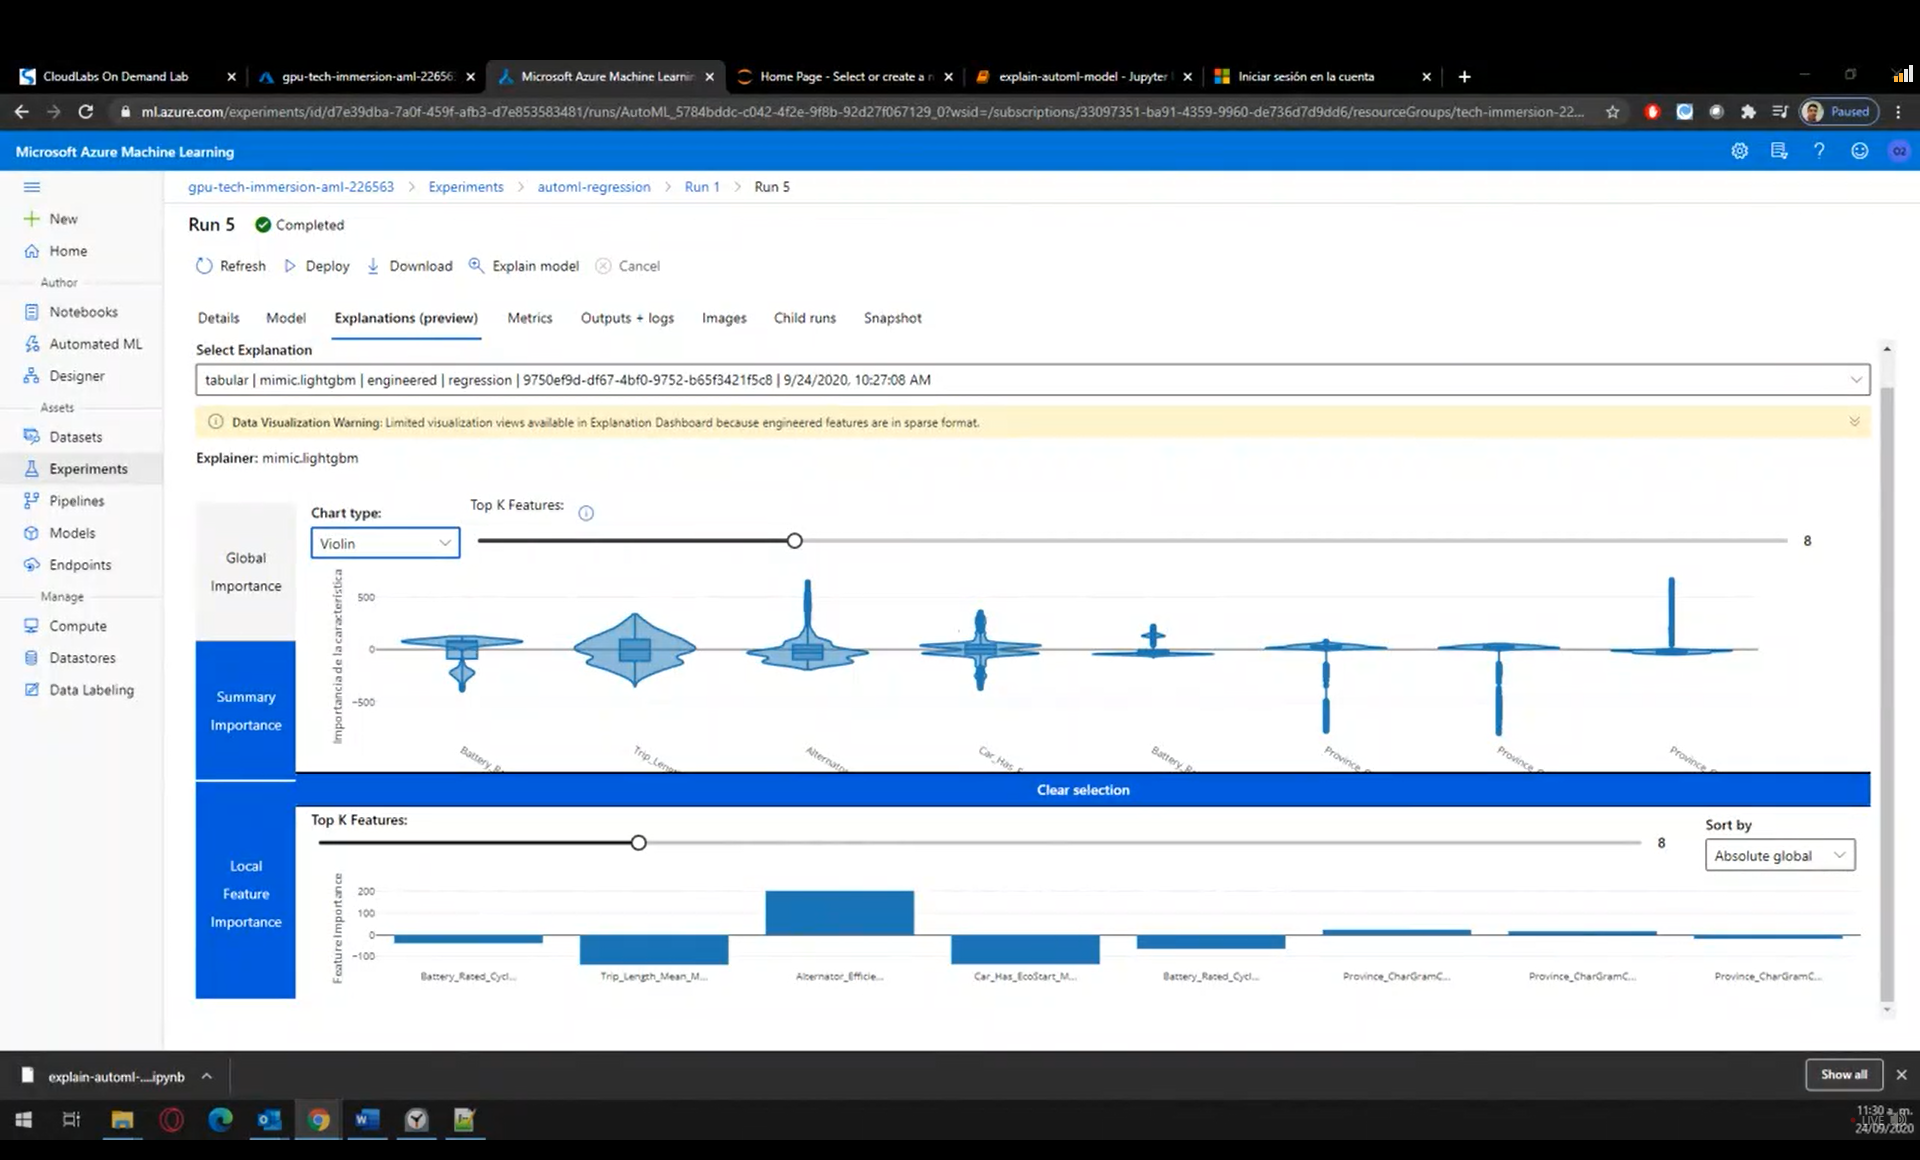 CloudLabs On Demand Lab
gpu-tech-immersion-aml-22656
Microsoft Azure Machine Learnin
Home Page - Select or create a n
explain-automl-model - Jupyter
Iniciar sesión en la cuenta
ml.azure.com/experiments/id/d7e39dba-7a0f-459f-afb3-d7e853583481/runs/AutoML_5784bddc-c042-4f2e-9f8b-92d27f067129_0?wsid=/subscriptions/33097351-ba91-4359-9960-de736d7d9dd6/resourceGroups/tech-immersion-22...
Paused
Microsoft Azure Machine Learning
OZ
gpu-tech-immersion-aml-226563 > Experiments > automl-regression > Run 1 > Run 5
New
Home
Author
Notebooks
Automated ML
Designer
Assets
Datasets
Experiments
Pipelines
Models
Endpoints
Manage
Compute
Datastores
Data Labeling
Run 5 Completed
Refresh Deploy Download Explain model Cancel
Details Model Explanations (preview) Metrics Outputs + logs Images Child runs Snapshot
Select Explanation
tabular | mimic.lightgbm | engineered | regression | 9750ef9d-df67-4bf0-9752-b65f3421f5c8 | 9/24/2020, 10:27:08 AM
Data Visualization Warning: Limited visualization views available in Explanation Dashboard because engineered features are in sparse format.
Explainer: mimic.lightgbm
Global
Importance
Summary
Importance
Local
Feature
Importance
Chart type:
Violin
Top K Features:
8
Importancia de la característica
500
0
−500
Battery_R
Trip_Leng
Alternator
Car_Has_E
Battery_R
Province_
Province_
Province_
Clear selection
Top K Features:
8
Sort by
Absolute global
Feature Importance
200
100
0
−100
Battery_Rated_Cycl...
Trip_Length_Mean_M...
Alternator_Efficie...
Car_Has_EcoStart_M...
Battery_Rated_Cycl...
Province_CharGramC...
Province_CharGramC...
Province_CharGramC...
explain-automl-....ipynb
Show all
11:30 a. m.
LIVE
24/09/2020